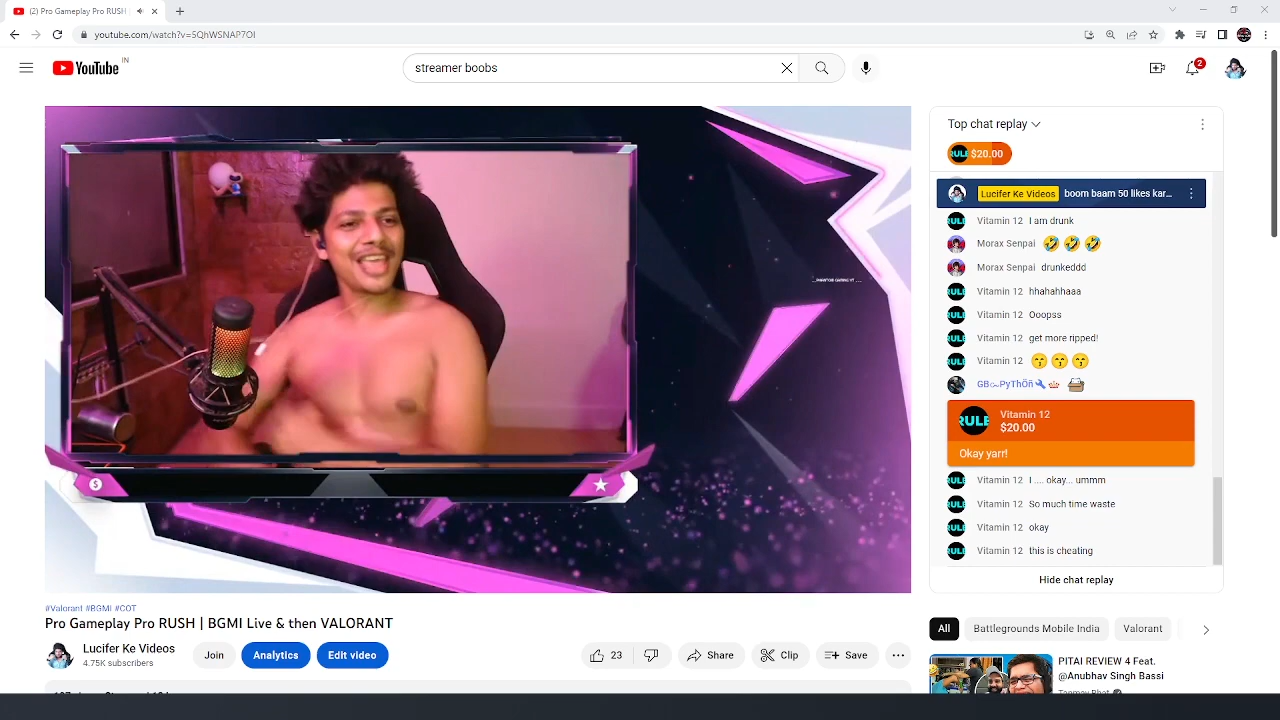 (2) Pro Gameplay Pro RUSH |
youtube.com/watch?v=5QhWSNAP7OI
YouTube IN
streamer boobs
2
Top chat replay
RULE $20.00
Lucifer Ke Videos boom baam 50 likes kar...
Vitamin 12 I am drunk
Morax Senpai 🤣🤣🤣
Morax Senpai drunkeddd
Vitamin 12 hhahahhaaa
Vitamin 12 Ooopss
Vitamin 12 get more ripped!
Vitamin 12 😙😙😙
Vitamin 12
$20.00
Okay yarr!
Vitamin 12 I .... okay... ummm
Vitamin 12 So much time waste
Vitamin 12 okay
Vitamin 12 this is cheating
Hide chat replay
#Valorant #BGMI #COT
Pro Gameplay Pro RUSH | BGMI Live & then VALORANT
Lucifer Ke Videos
4.75K subscribers
Join
Analytics
Edit video
23
Share
Clip
Save
All
Battlegrounds Mobile India
Valorant
PITAI REVIEW 4 Feat.
@Anubhav Singh Bassi